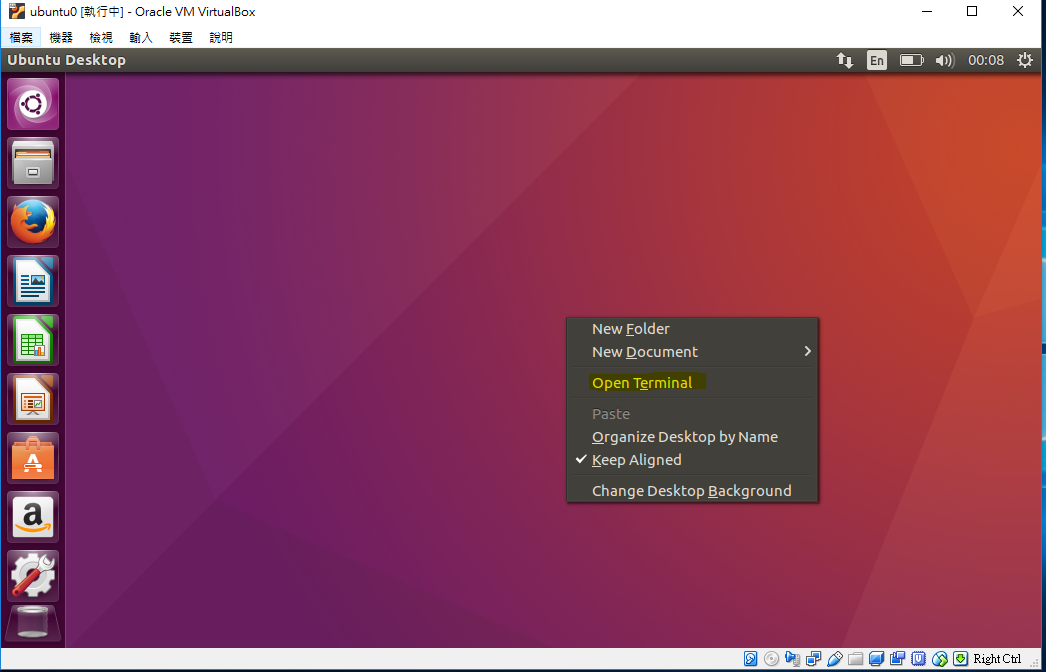 ubuntu0 [執行中] - Oracle VM VirtualBox
檔案 機器 檢視 輸入 裝置 說明
Ubuntu Desktop En 00:08
New Folder
New Document
Open Terminal
Paste
Organize Desktop by Name
Keep Aligned
Change Desktop Background
Right Ctrl